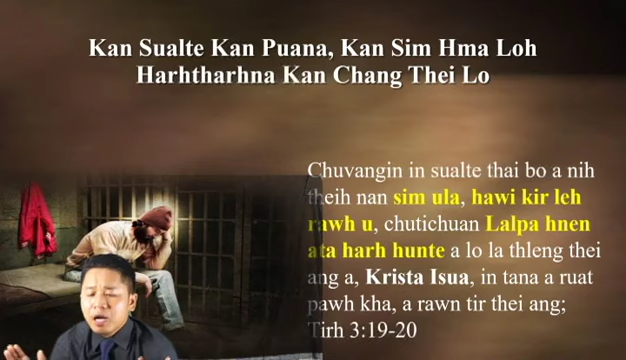 Kan Sualte Kan Puana, Kan Sim Hma Loh
Harhtharhna Kan Chang Thei Lo
Chuvangin in sualte thai bo a nih
theih nan sim ula, hawi kir leh
rawh u, chutichuan Lalpa hnen
ata harh hunte a lo la thleng thei
ang a, Krista Isua, in tana a ruat
pawh kha, a rawn tir thei ang;
Tirh 3:19-20